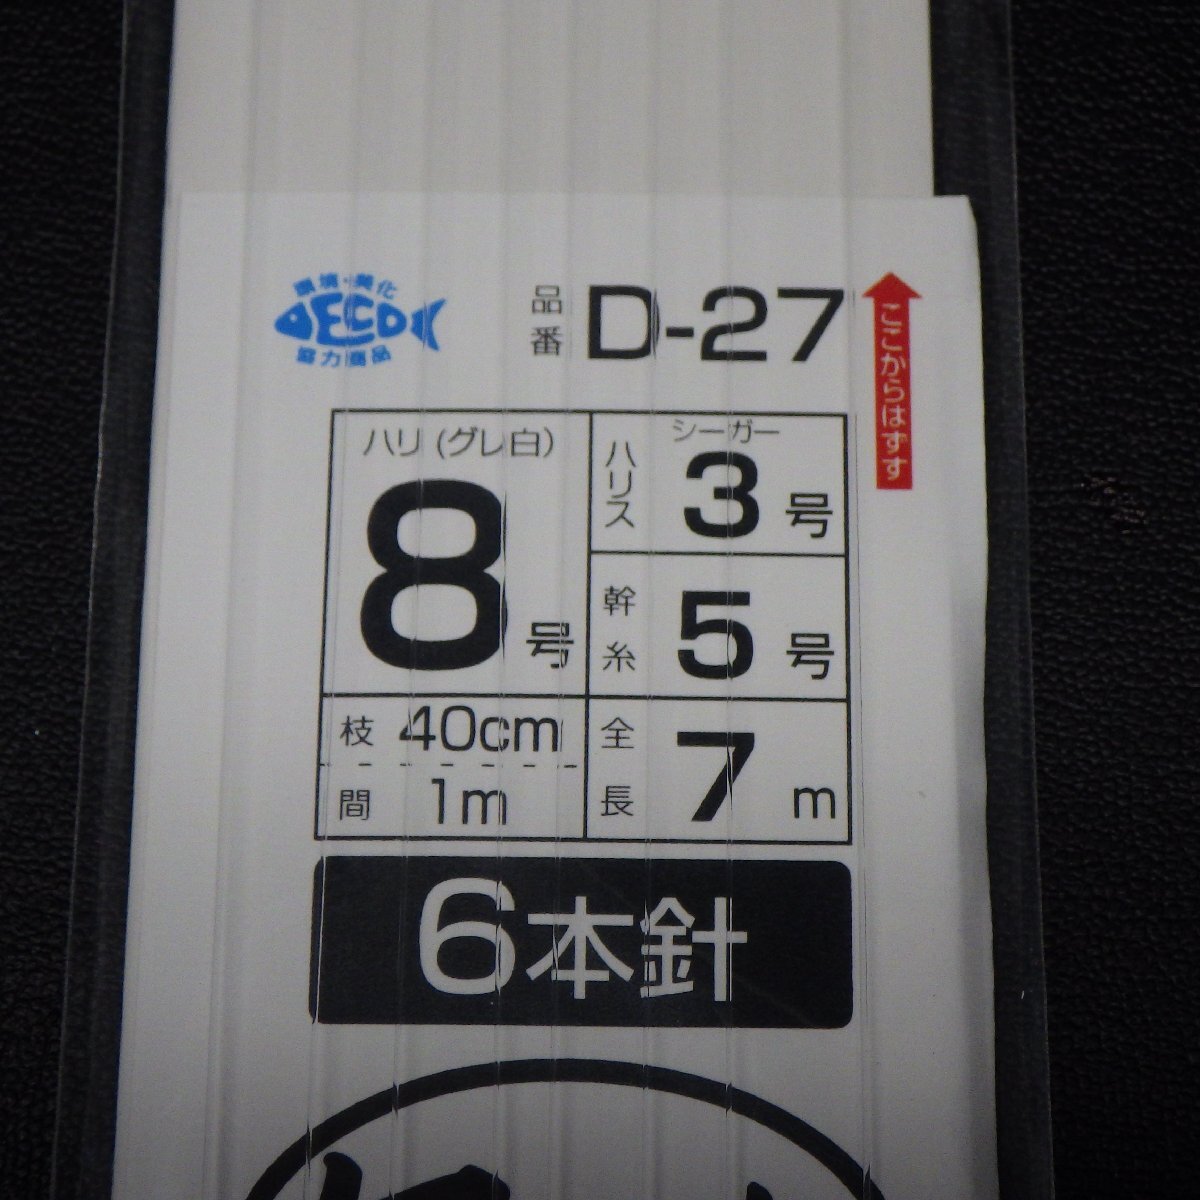 環境・美化
ECO
協力商品
品番 D-27
ここからはずす
ハリ(グレ白)
8号
ハリス シーガー 3号
幹糸 5号
枝 40cm
間 1m
全長 7m
6本針